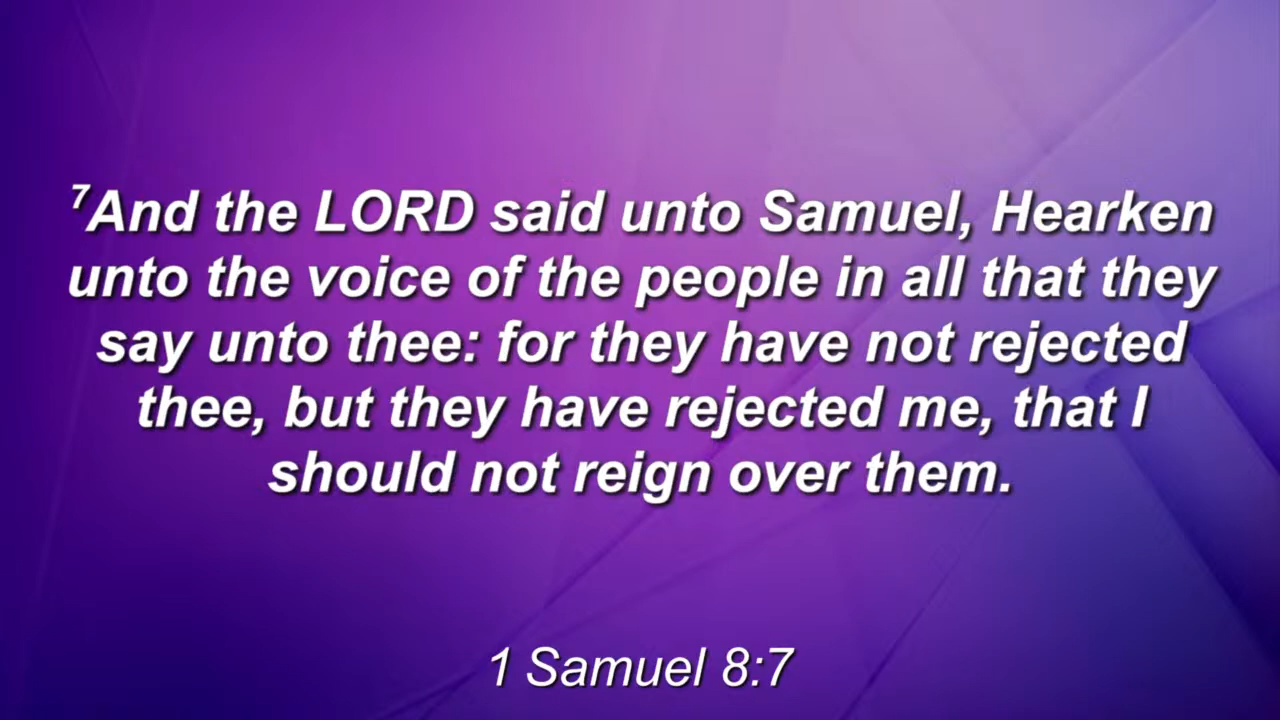 ⁷And the LORD said unto Samuel, Hearken
unto the voice of the people in all that they
say unto thee: for they have not rejected
thee, but they have rejected me, that I
should not reign over them.
1 Samuel 8:7